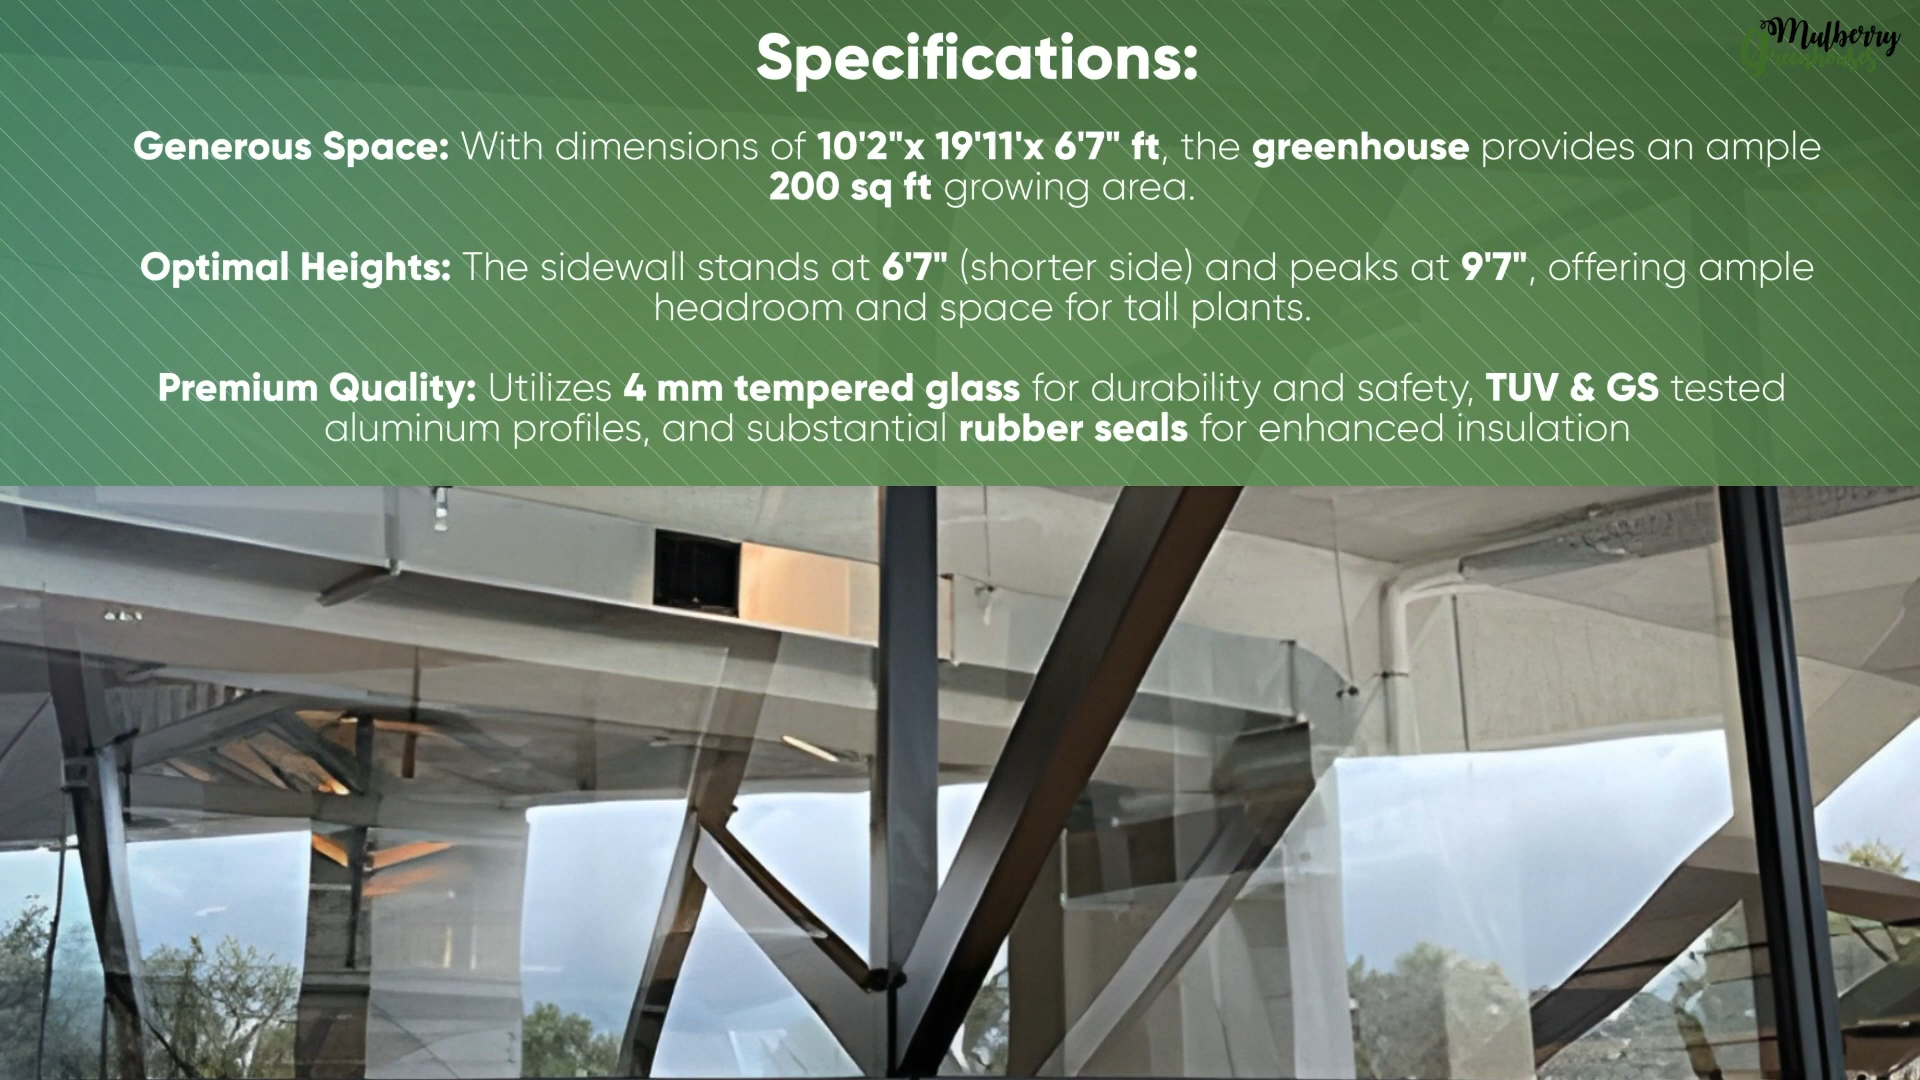 Specifications:
Mulberry
Greenhouses
Generous Space: With dimensions of 10'2"x 19'11'x 6'7" ft, the greenhouse provides an ample
200 sq ft growing area.
Optimal Heights: The sidewall stands at 6'7" (shorter side) and peaks at 9'7", offering ample
headroom and space for tall plants.
Premium Quality: Utilizes 4 mm tempered glass for durability and safety, TUV & GS tested
aluminum profiles, and substantial rubber seals for enhanced insulation